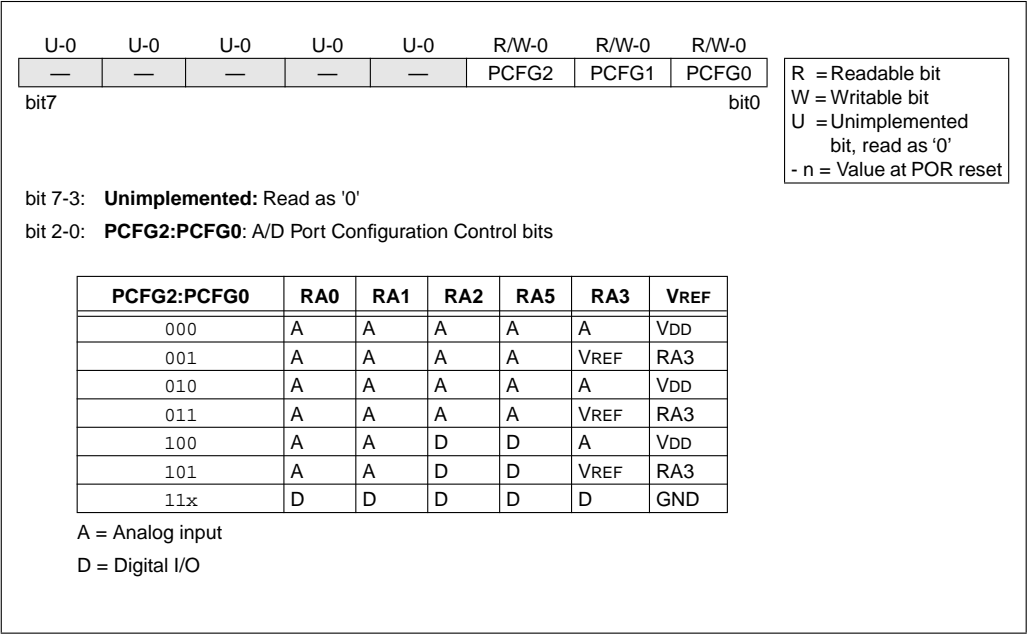 U-0 U-0 U-0 U-0 U-0 R/W-0 R/W-0 R/W-0
— — — — — PCFG2 PCFG1 PCFG0
bit7 bit0
R = Readable bit
W = Writable bit
U = Unimplemented
bit, read as ‘0’
- n = Value at POR reset
bit 7-3: Unimplemented: Read as '0'
bit 2-0: PCFG2:PCFG0: A/D Port Configuration Control bits
PCFG2:PCFG0 RA0 RA1 RA2 RA5 RA3 VREF
000 A A A A A VDD
001 A A A A VREF RA3
010 A A A A A VDD
011 A A A A VREF RA3
100 A A D D A VDD
101 A A D D VREF RA3
11x D D D D D GND
A = Analog input
D = Digital I/O